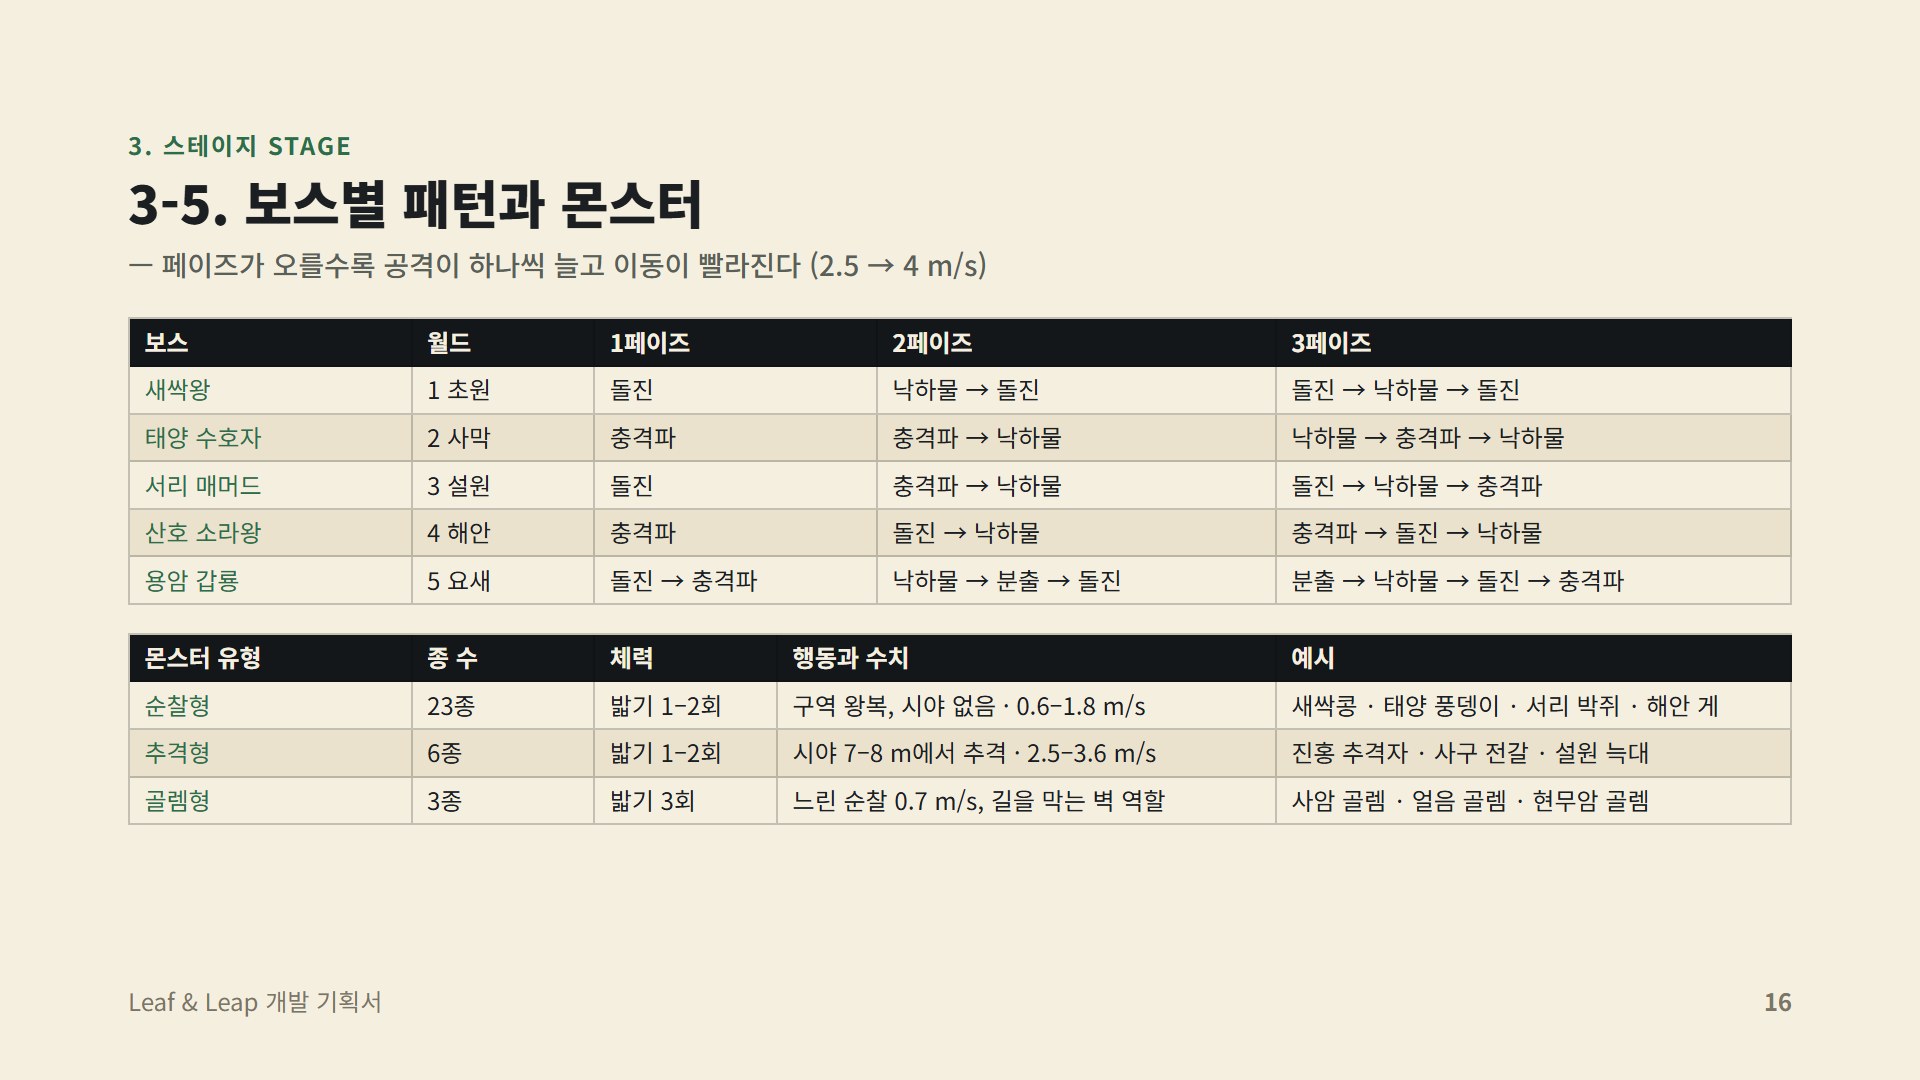 3. 스테이지 STAGE
3-5. 보스별 패턴과 몬스터
— 페이즈가 오를수록 공격이 하나씩 늘고 이동이 빨라진다 (2.5 → 4 m/s)
보스 월드 1페이즈 2페이즈 3페이즈
새싹왕 1 초원 돌진 낙하물 → 돌진 돌진 → 낙하물 → 돌진
태양 수호자 2 사막 충격파 충격파 → 낙하물 낙하물 → 충격파 → 낙하물
서리 매머드 3 설원 돌진 충격파 → 낙하물 돌진 → 낙하물 → 충격파
산호 소라왕 4 해안 충격파 돌진 → 낙하물 충격파 → 돌진 → 낙하물
용암 갑룡 5 요새 돌진 → 충격파 낙하물 → 분출 → 돌진 분출 → 낙하물 → 돌진 → 충격파
몬스터 유형 종 수 체력 행동과 수치 예시
순찰형 23종 밟기 1–2회 구역 왕복, 시야 없음 · 0.6–1.8 m/s 새싹콩 · 태양 풍뎅이 · 서리 박쥐 · 해안 게
추격형 6종 밟기 1–2회 시야 7–8 m에서 추격 · 2.5–3.6 m/s 진홍 추격자 · 사구 전갈 · 설원 늑대
골렘형 3종 밟기 3회 느린 순찰 0.7 m/s, 길을 막는 벽 역할 사암 골렘 · 얼음 골렘 · 현무암 골렘
Leaf & Leap 개발 기획서
16